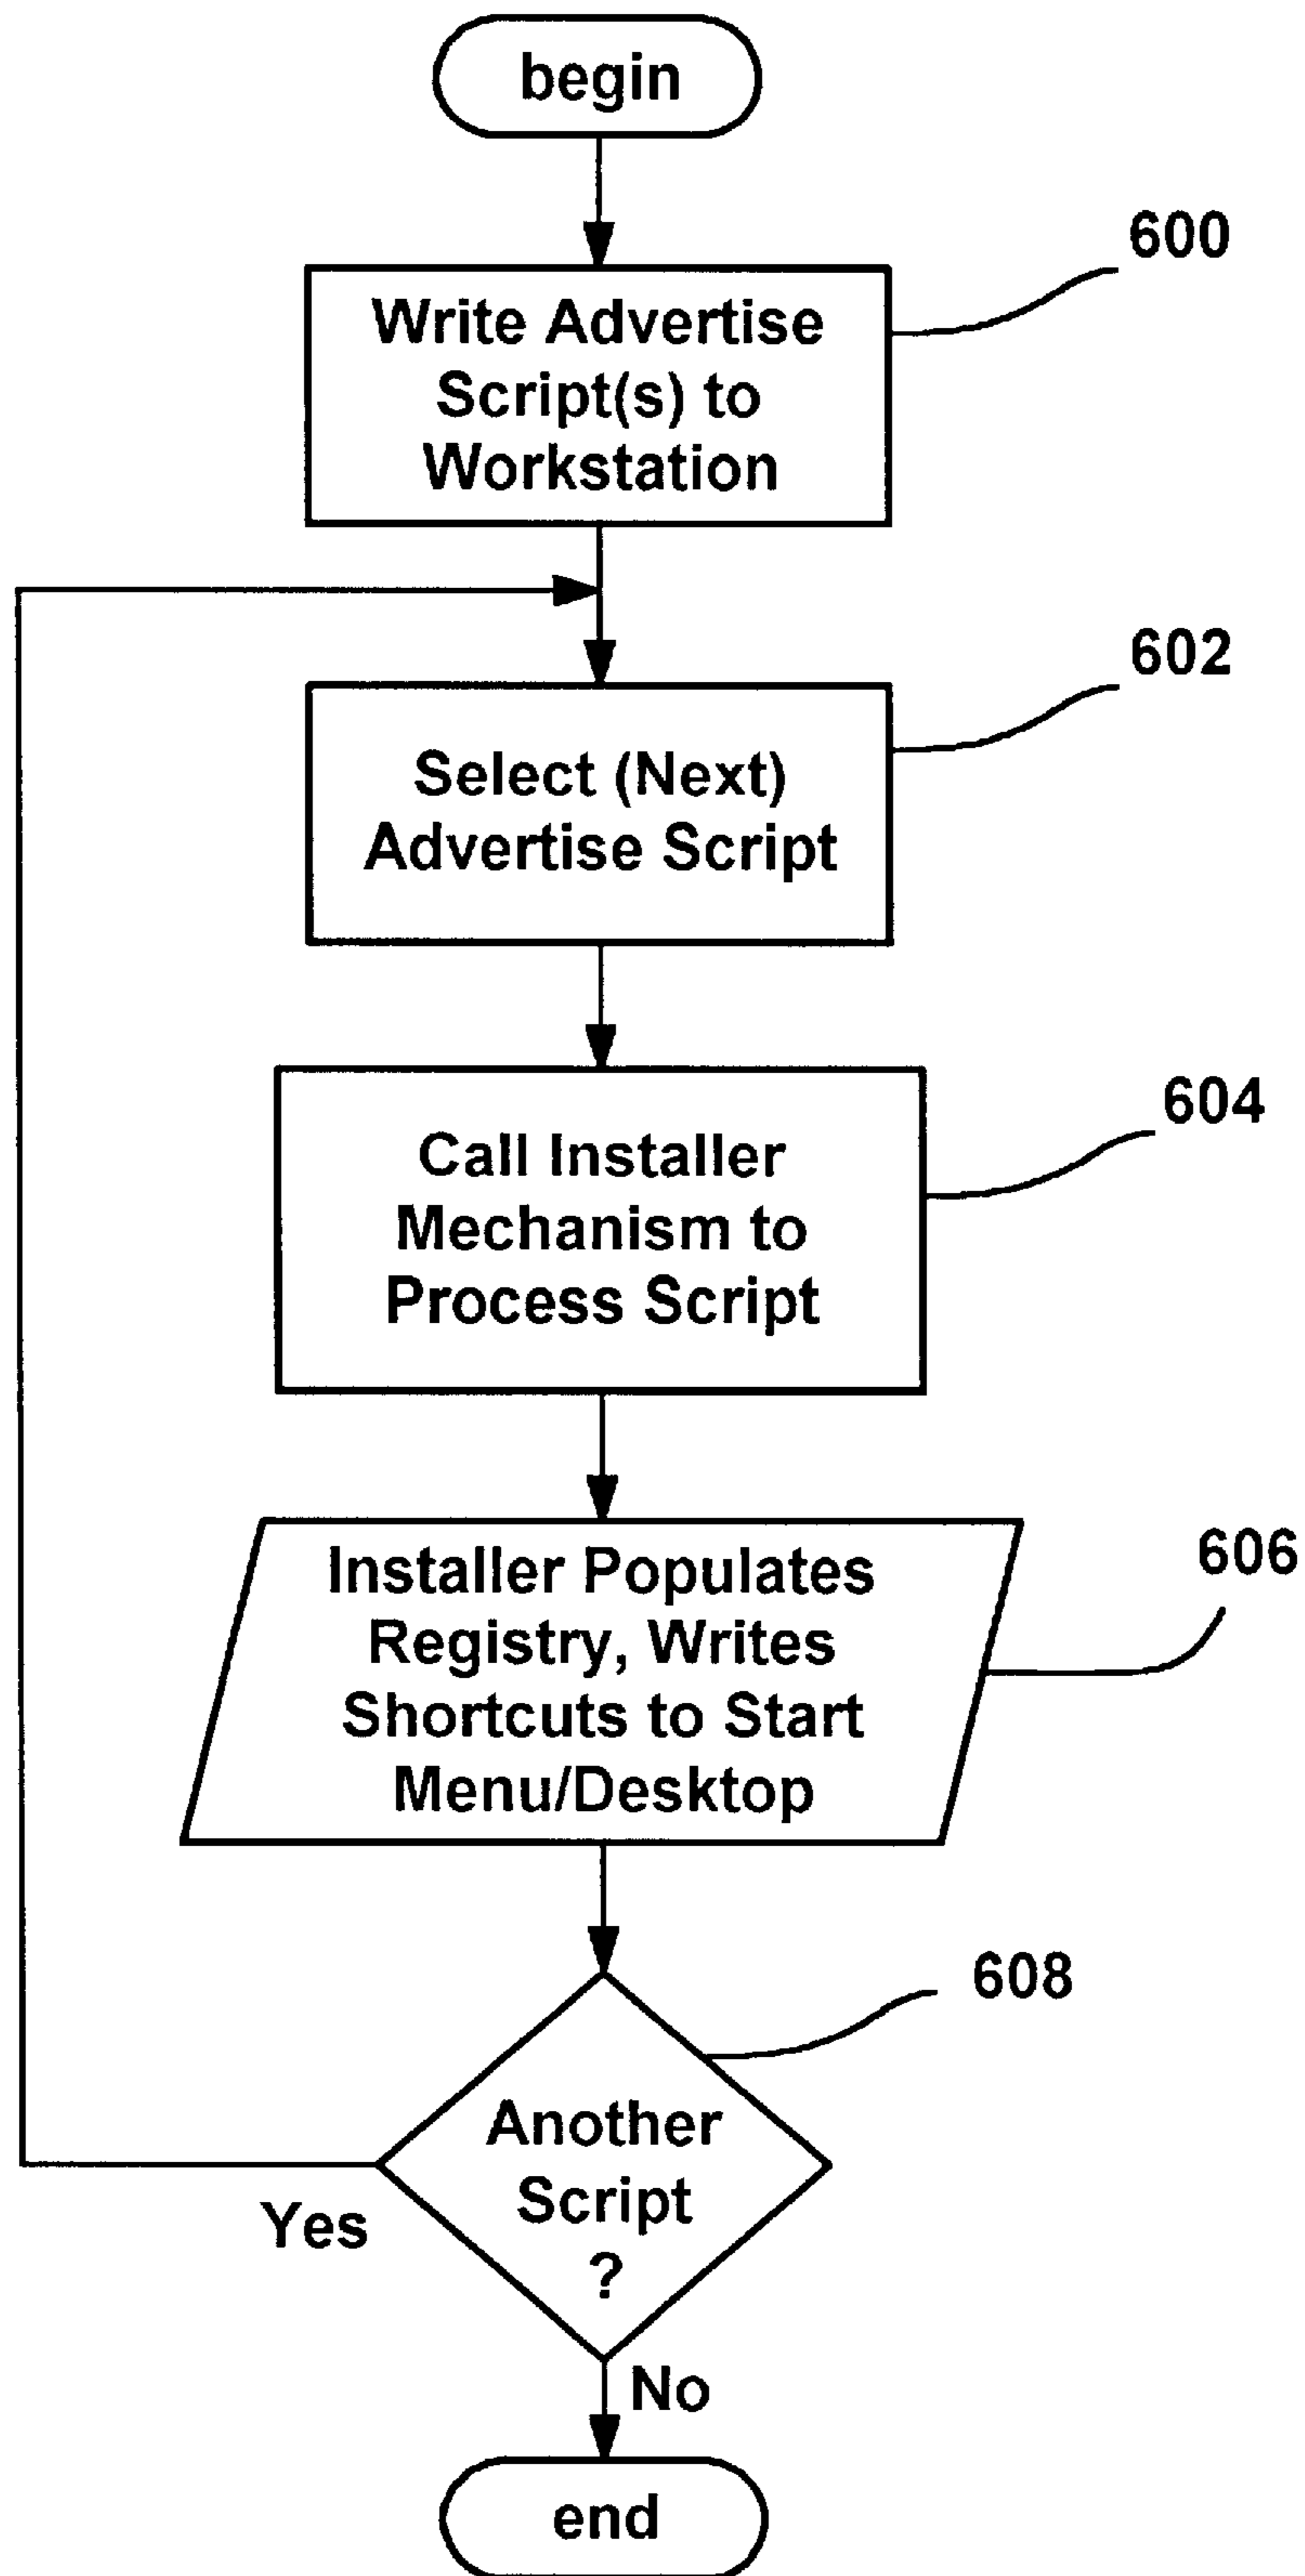 begin
600
Write Advertise
Script(s) to
Workstation
602
Select (Next)
Advertise Script
604
Call Installer
Mechanism to
Process Script
606
Installer Populates
Registry, Writes
Shortcuts to Start
Menu/Desktop
608
Another
Script
?
Yes
No
end